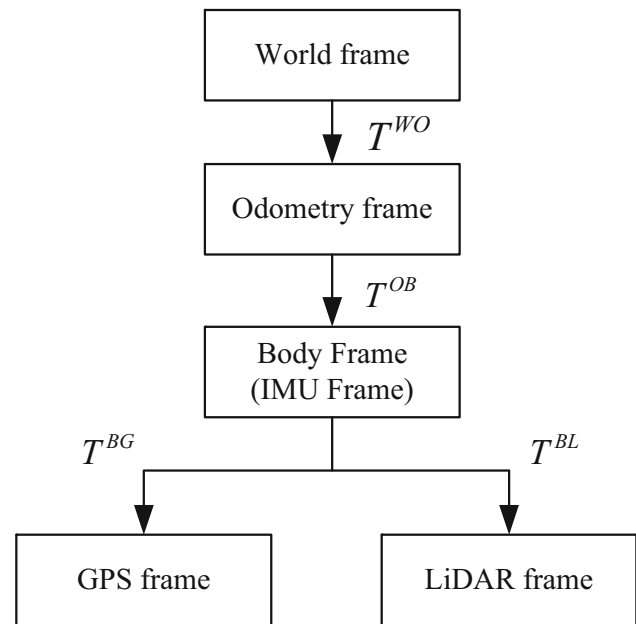 World frame
T^{WO}
Odometry frame
T^{OB}
Body Frame
(IMU Frame)
T^{BG}
T^{BL}
GPS frame
LiDAR frame